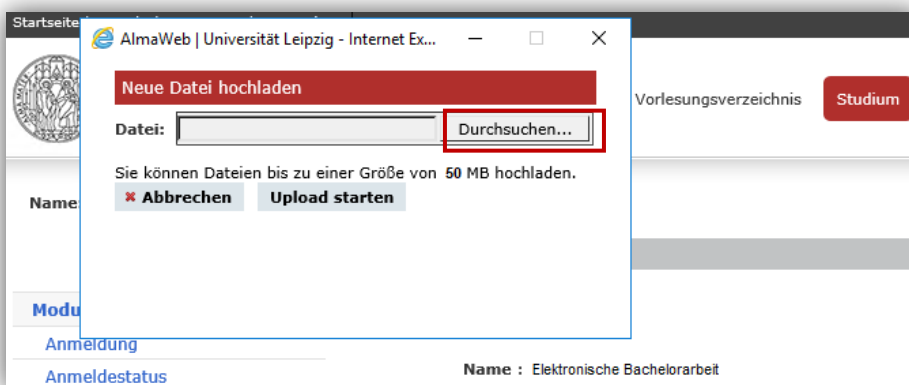 Startseite
AlmaWeb | Universität Leipzig - Internet Ex...
Neue Datei hochladen
Vorlesungsverzeichnis
Studium
Datei:
Durchsuchen...
Sie können Dateien bis zu einer Größe von 50 MB hochladen.
Abbrechen
Upload starten
Name:
Modu
Anmeldung
Anmeldestatus
Name : Elektronische Bachelorarbeit